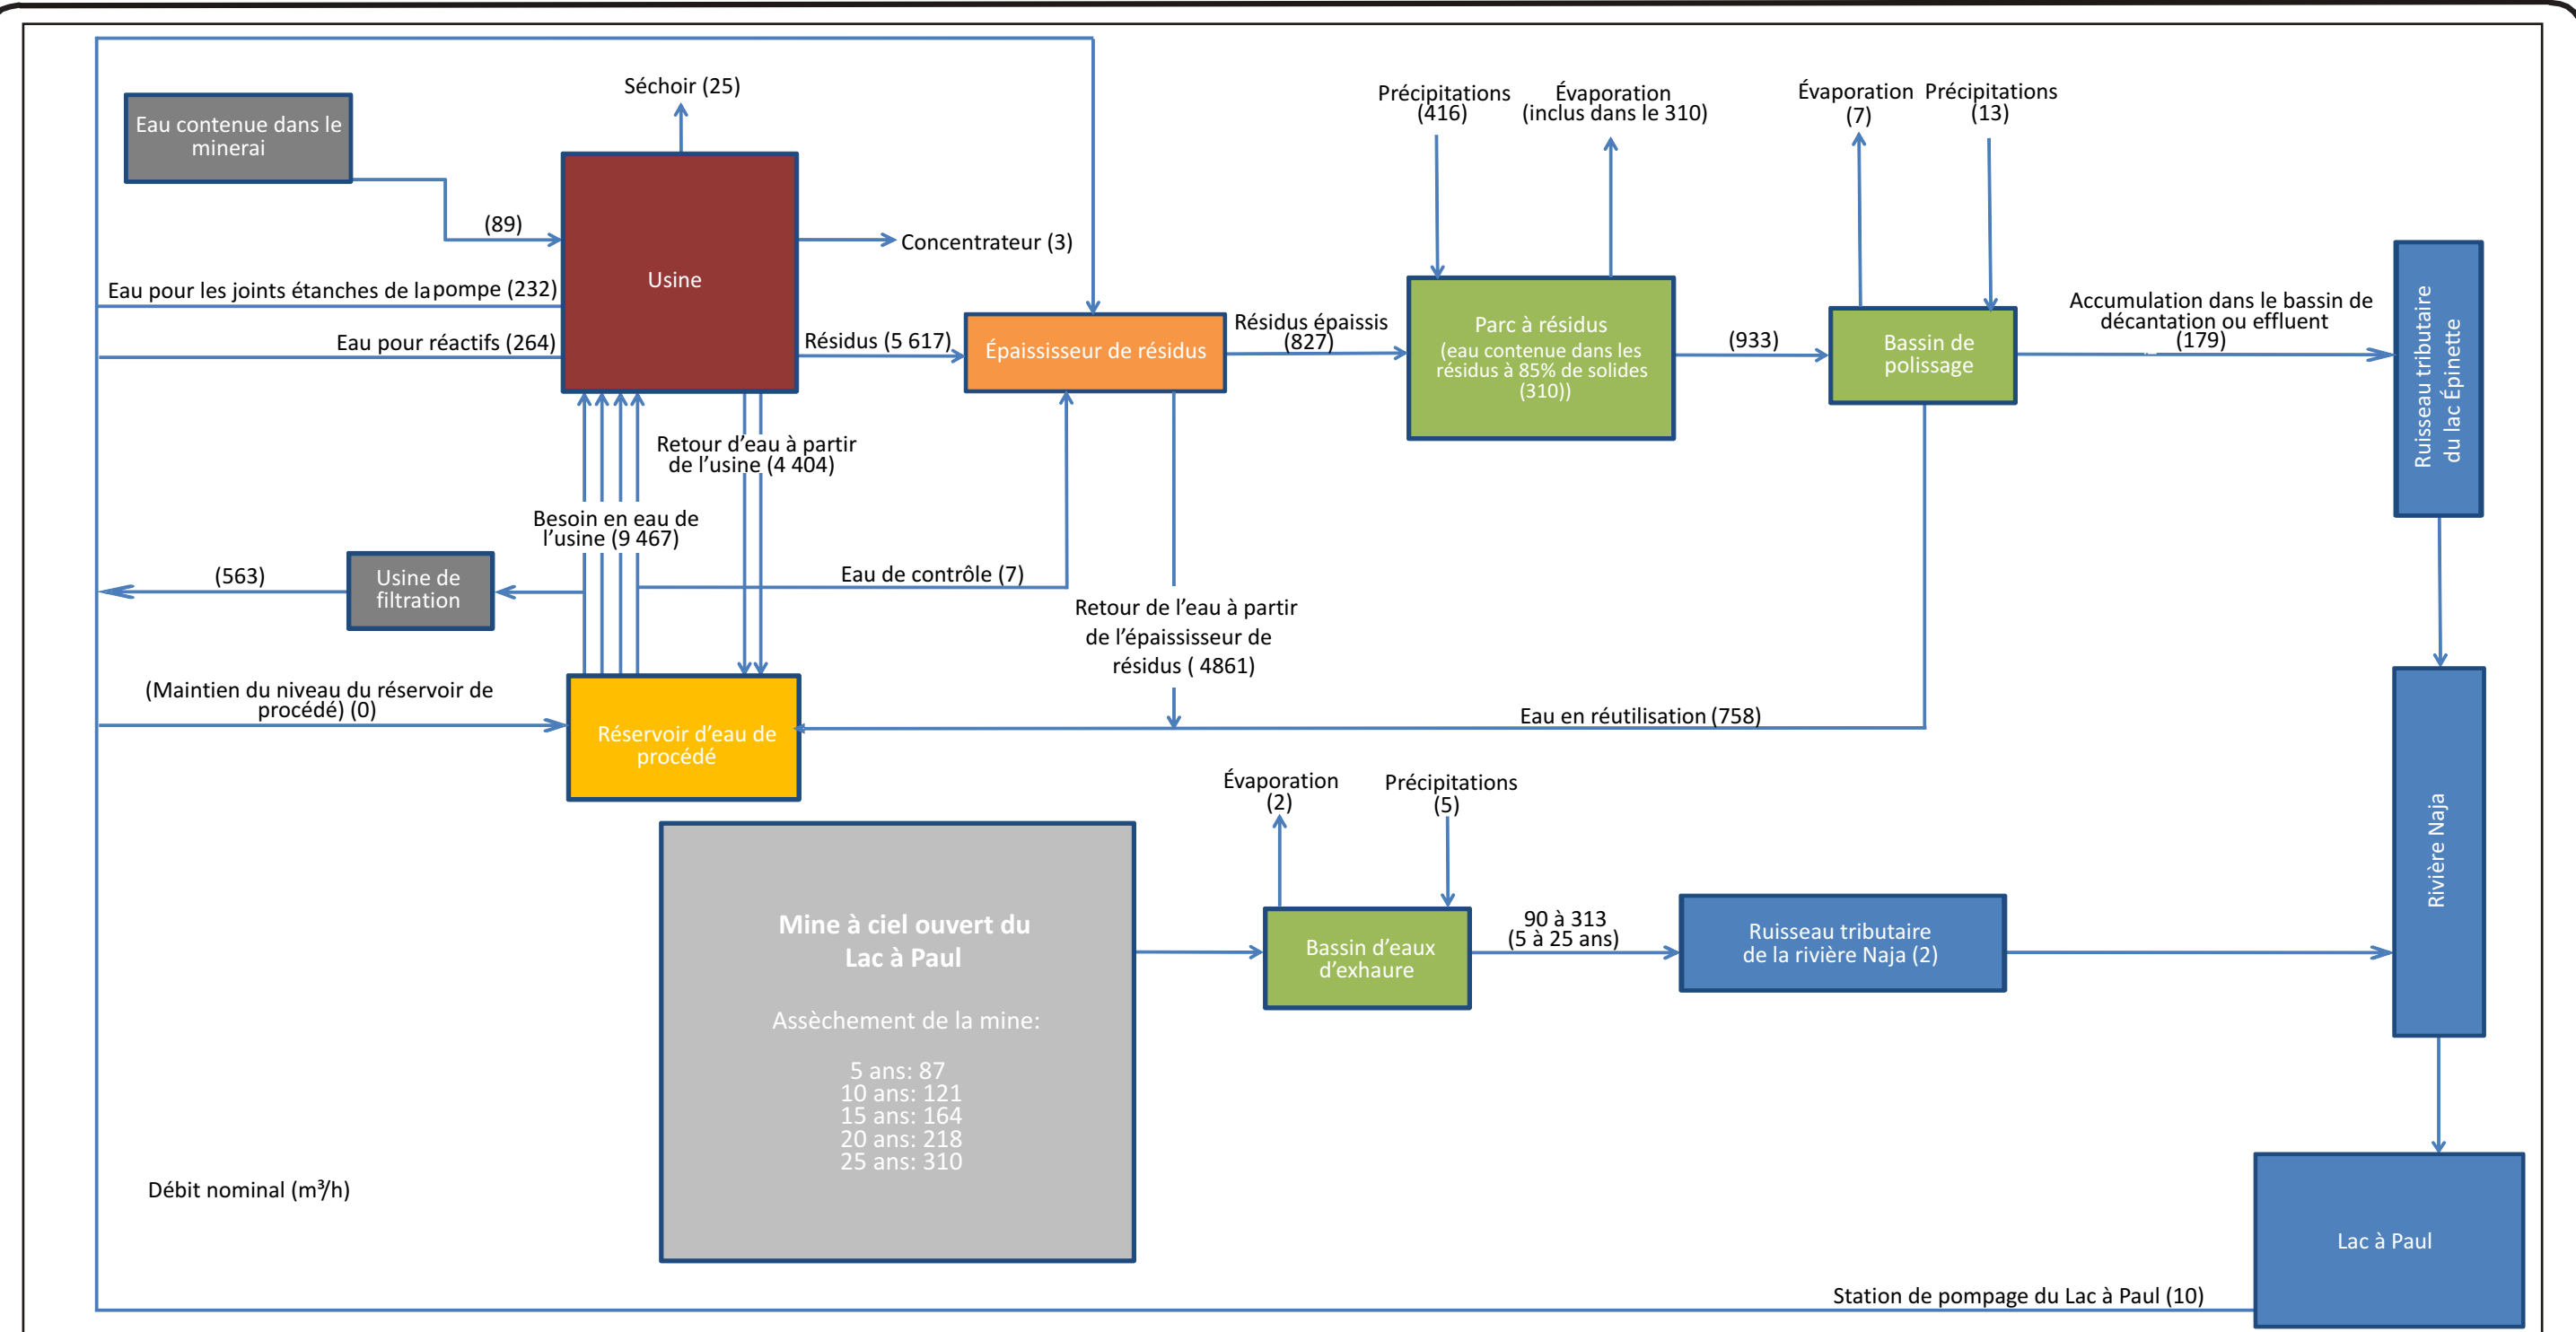 Séchoir (25)
Eau contenue dans le
minerai
(89)
Usine
Concentrateur (3)
Eau pour les joints étanches de la pompe (232)
Eau pour réactifs (264)
Résidus (5 617)
Épaississeur de résidus
Résidus épaissis
(827)
Précipitations
(416)
Évaporation
(inclus dans le 310)
Parc à résidus
(eau contenue dans les
résidus à 85% de solides
(310))
(933)
Évaporation
(7)
Précipitations
(13)
Bassin de
polissage
Accumulation dans le bassin de
décantation ou effluent
(179)
Ruisseau tributaire
du lac Épinette
Retour d’eau à partir
de l’usine (4 404)
Besoin en eau de
l’usine (9 467)
(563)
Usine de
filtration
Eau de contrôle (7)
Retour de l’eau à partir
de l’épaississeur de
résidus ( 4861)
(Maintien du niveau du réservoir de
procédé) (0)
Réservoir d’eau de
procédé
Eau en réutilisation (758)
Rivière Naja
Évaporation
(2)
Précipitations
(5)
Mine à ciel ouvert du
Lac à Paul
Assèchement de la mine:
5 ans: 87
10 ans: 121
15 ans: 164
20 ans: 218
25 ans: 310
Bassin d’eaux
d’exhaure
90 à 313
(5 à 25 ans)
Ruisseau tributaire
de la rivière Naja (2)
Débit nominal (m³/h)
Lac à Paul
Station de pompage du Lac à Paul (10)